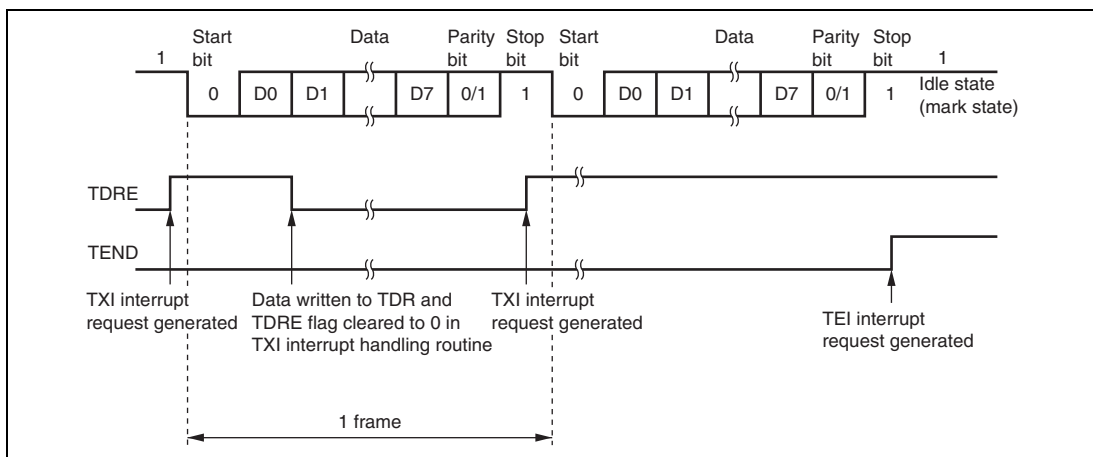 1
Start bit
Data
Parity bit
Stop bit
Start bit
Data
Parity bit
Stop bit
1
0
D0
D1
D7
0/1
1
0
D0
D1
D7
0/1
1
Idle state
(mark state)
TDRE
TEND
TXI interrupt
request generated
Data written to TDR and
TDRE flag cleared to 0 in
TXI interrupt handling routine
TXI interrupt
request generated
TEI interrupt
request generated
1 frame